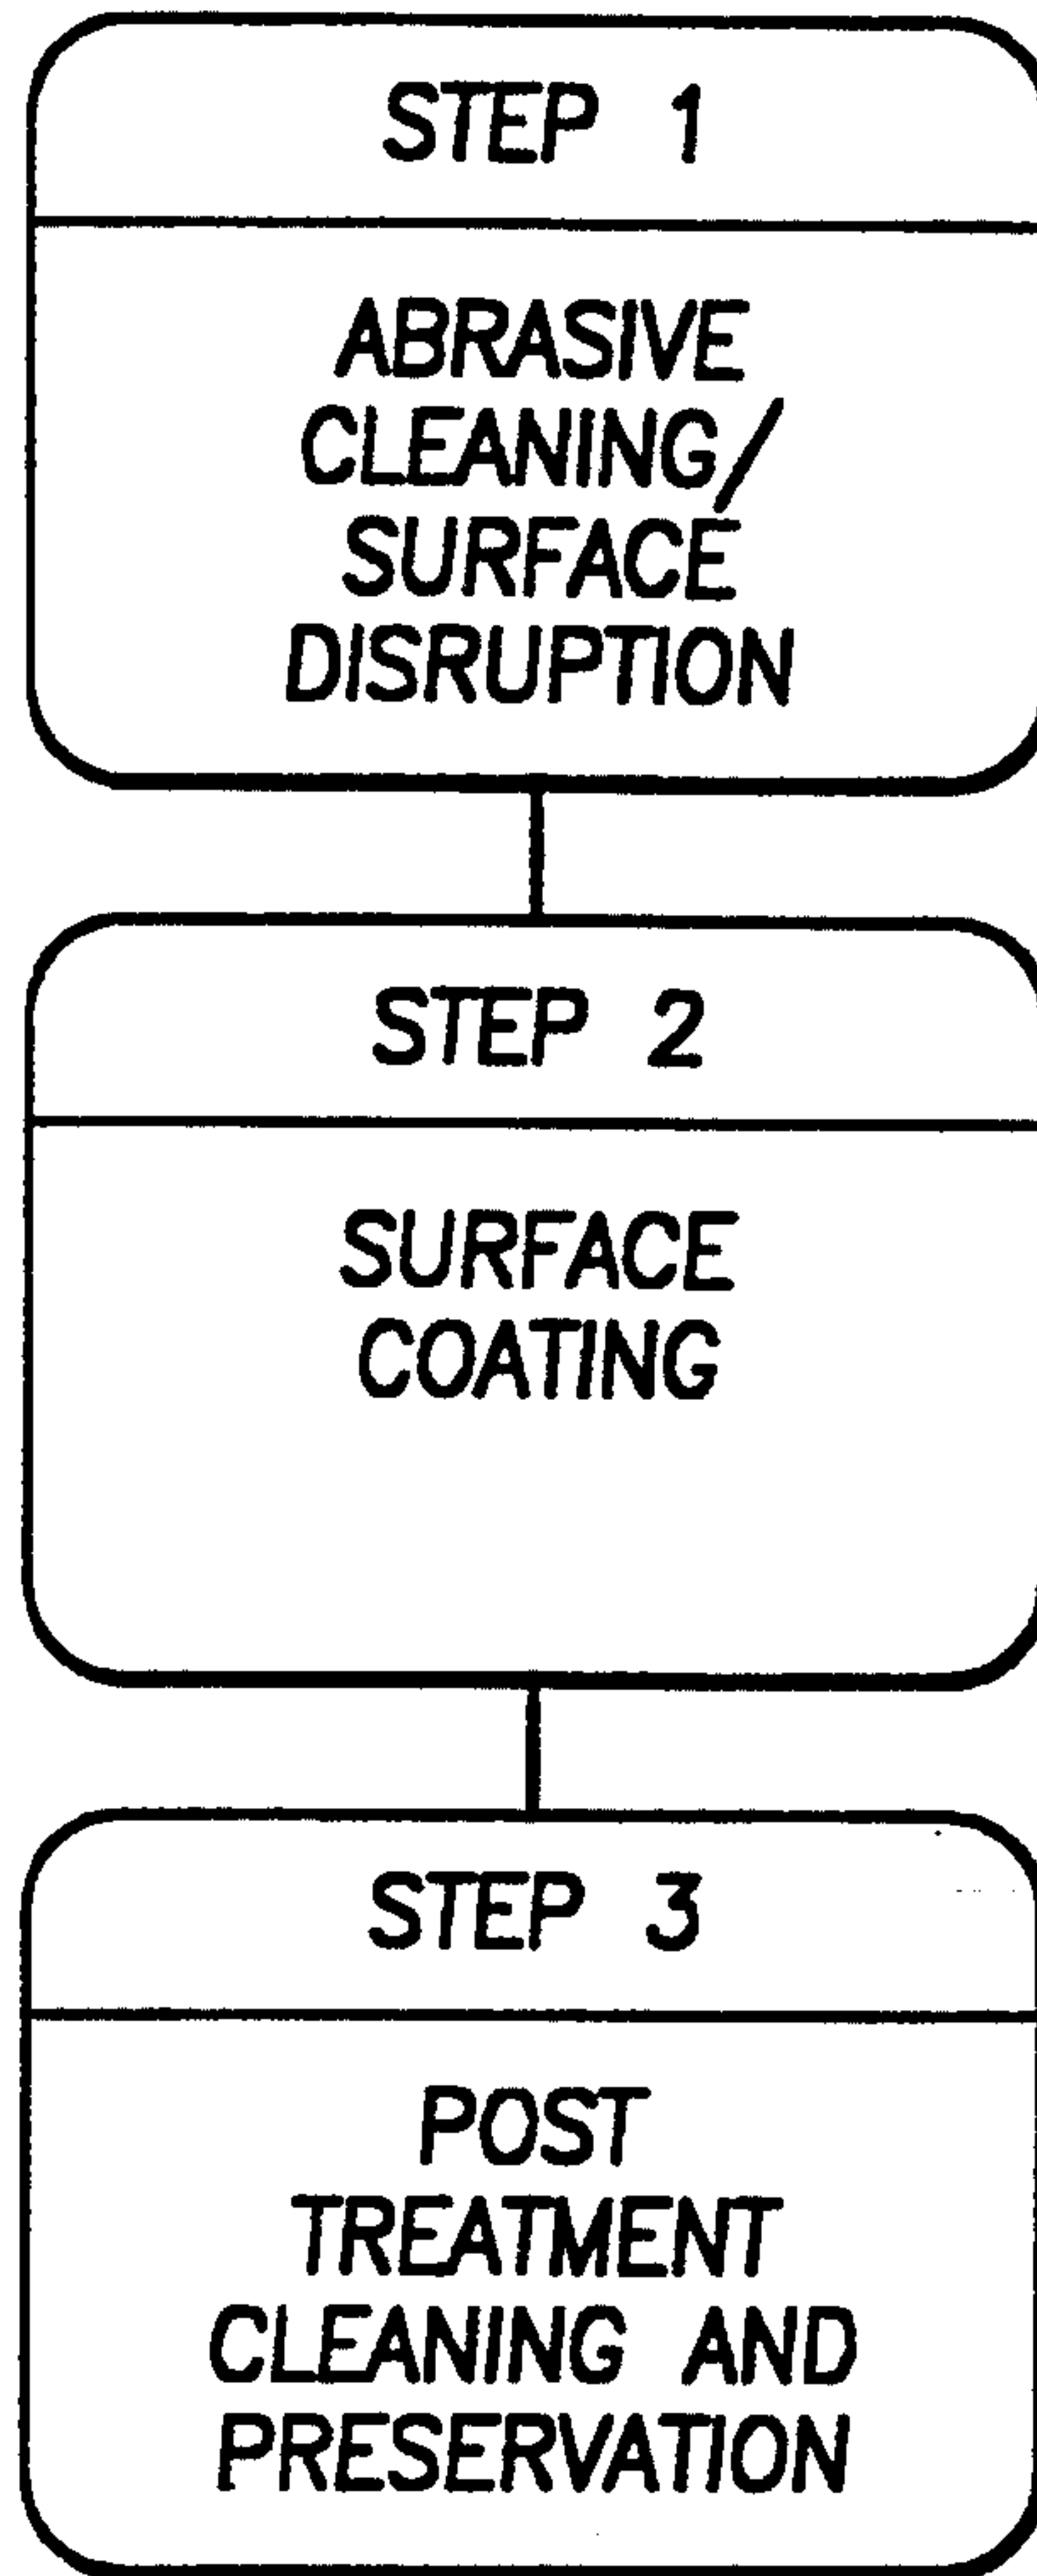 STEP 1
ABRASIVE
CLEANING/
SURFACE
DISRUPTION
STEP 2
SURFACE
COATING
STEP 3
POST
TREATMENT
CLEANING AND
PRESERVATION